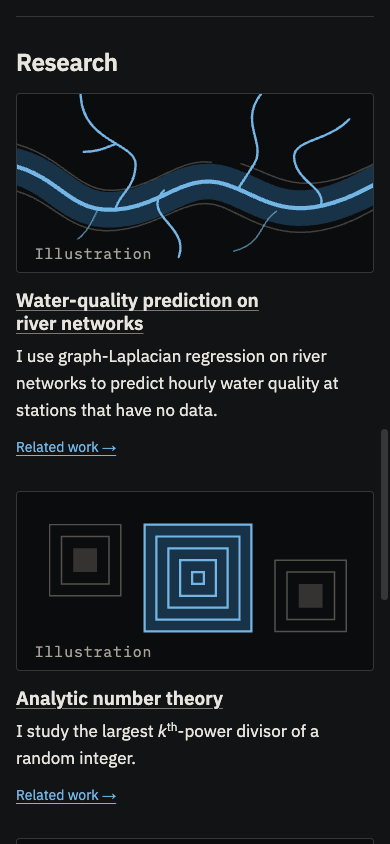 Research
Illustration
Water-quality prediction on
river networks
I use graph-Laplacian regression on river
networks to predict hourly water quality at
stations that have no data.
Related work →
Illustration
Analytic number theory
I study the largest kth-power divisor of a
random integer.
Related work →